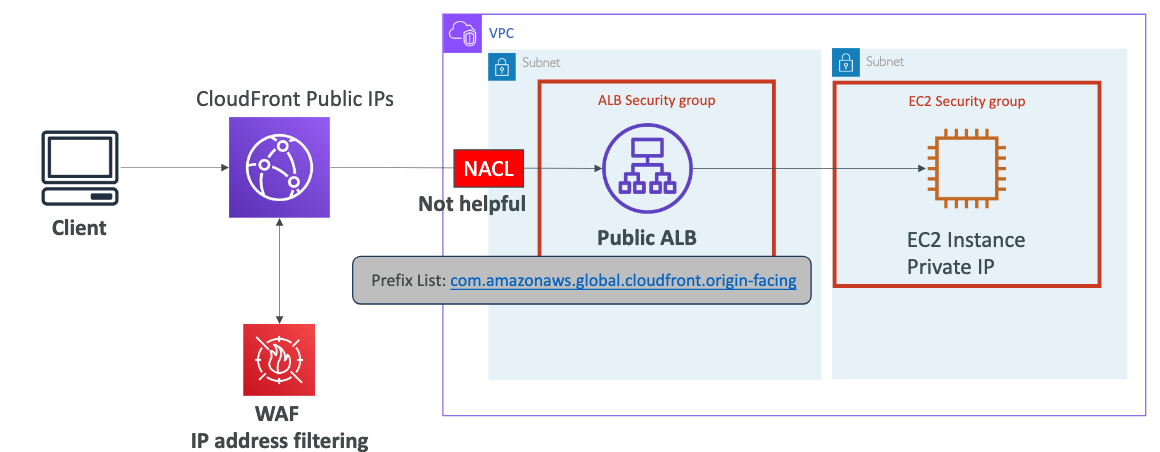 VPC
Subnet
Subnet
CloudFront Public IPs
ALB Security group
EC2 Security group
NACL
Not helpful
Client
Public ALB
EC2 Instance
Private IP
Prefix List: com.amazonaws.global.cloudfront.origin-facing
WAF
IP address filtering